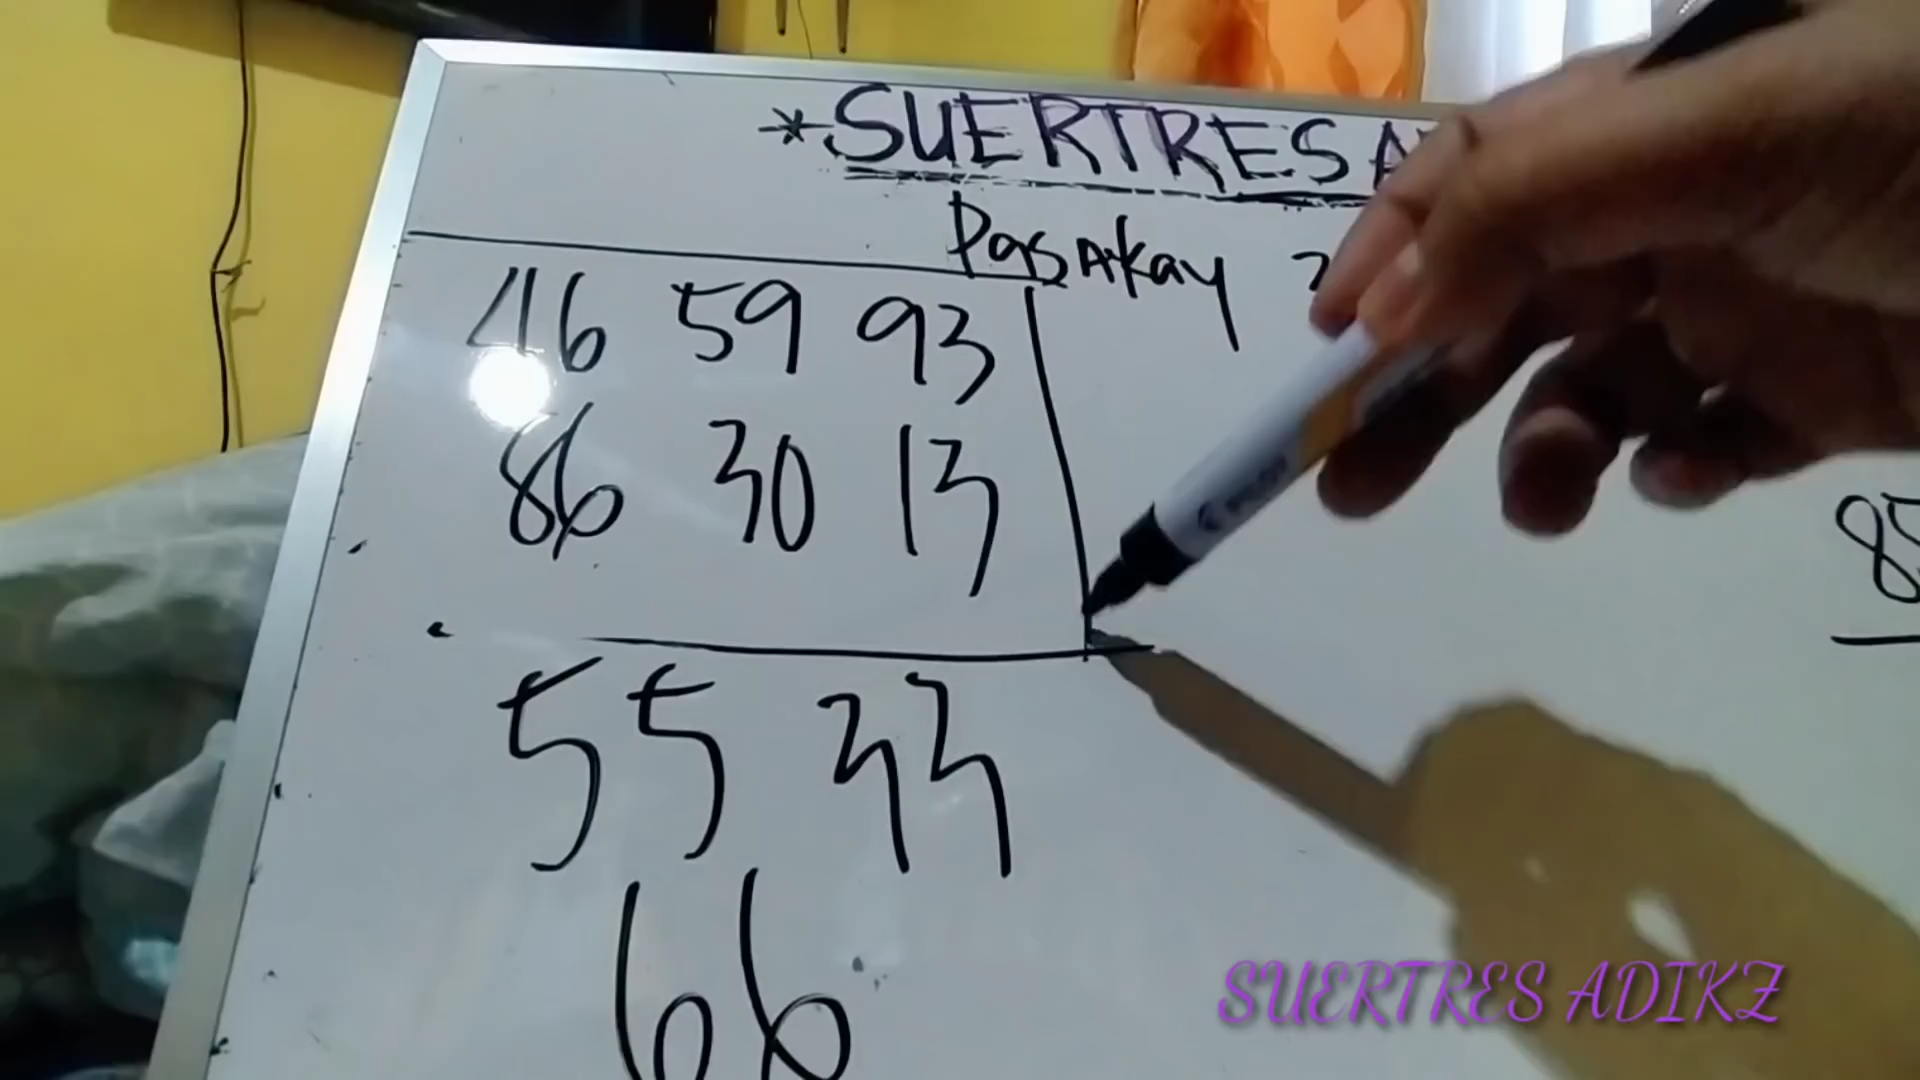 *SUERTRES A
Pasakay
46 59 93
86 30 13
55 33
66
SUERTRES ADIKZ